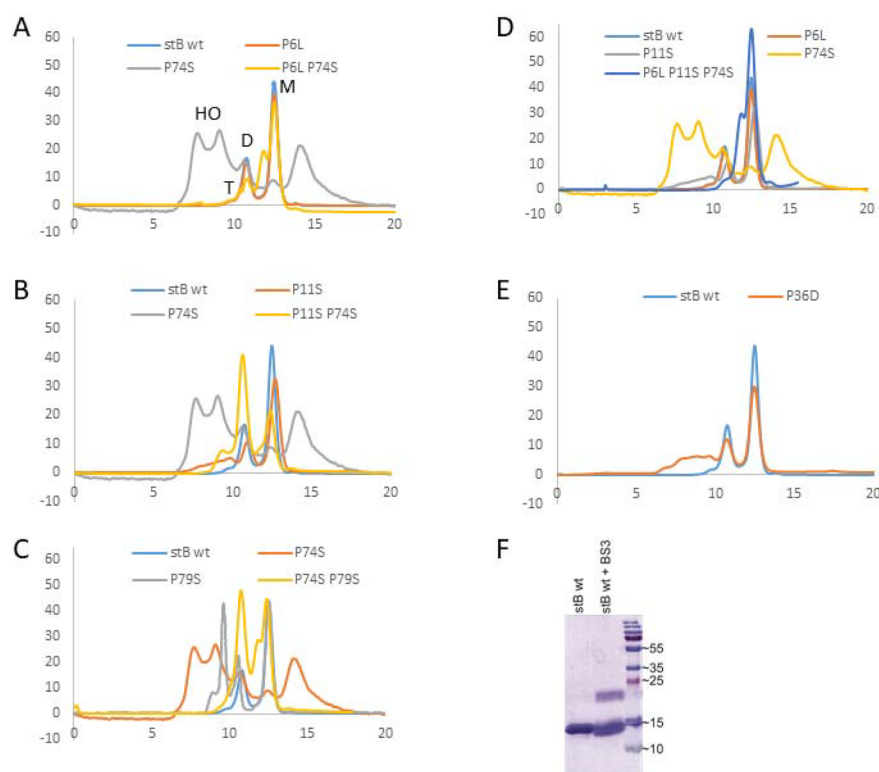 A
60
50
40
30
20
10
0
-10
stB wt
P6L
P74S
P6L P74S
HO
D
T
M
0
5
10
15
20
B
60
50
40
30
20
10
0
-10
stB wt
P11S
P74S
P11S P74S
0
5
10
15
20
C
60
50
40
30
20
10
0
-10
stB wt
P74S
P79S
P74S P79S
0
5
10
15
20
D
60
50
40
30
20
10
0
-10
stB wt
P6L
P11S
P74S
P6L P11S P74S
0
5
10
15
20
E
60
50
40
30
20
10
0
-10
stB wt
P36D
0
5
10
15
20
F
stB wt
stB wt + BS3
~55
~35
~25
~15
~10